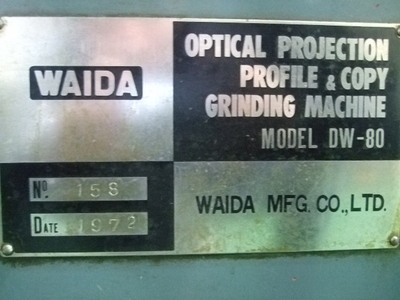 WAIDA
OPTICAL PROJECTION
PROFILE & COPY
GRINDING MACHINE
MODEL DW-80
No. 158
DATE 1972
WAIDA MFG. CO., LTD.